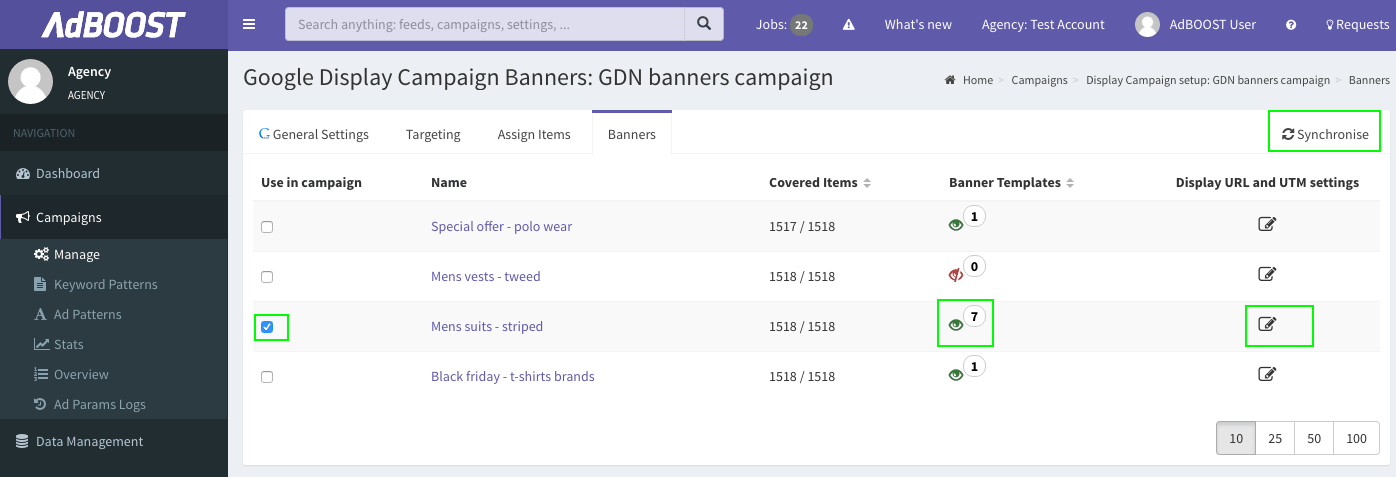 AdBOOST
Search anything: feeds, campaigns, settings, ...
Jobs: 22
What's new
Agency: Test Account
AdBOOST User
Requests
Agency
AGENCY
NAVIGATION
Dashboard
Campaigns
Manage
Keyword Patterns
Ad Patterns
Stats
Overview
Ad Params Logs
Data Management
Google Display Campaign Banners: GDN banners campaign
Home > Campaigns > Display Campaign setup: GDN banners campaign > Banners
General Settings
Targeting
Assign Items
Banners
Synchronise
Use in campaign Name Covered Items Banner Templates Display URL and UTM settings
Special offer - polo wear 1517 / 1518 1
Mens vests - tweed 1518 / 1518 0
Mens suits - striped 1518 / 1518 7
Black friday - t-shirts brands 1518 / 1518 1
10 25 50 100